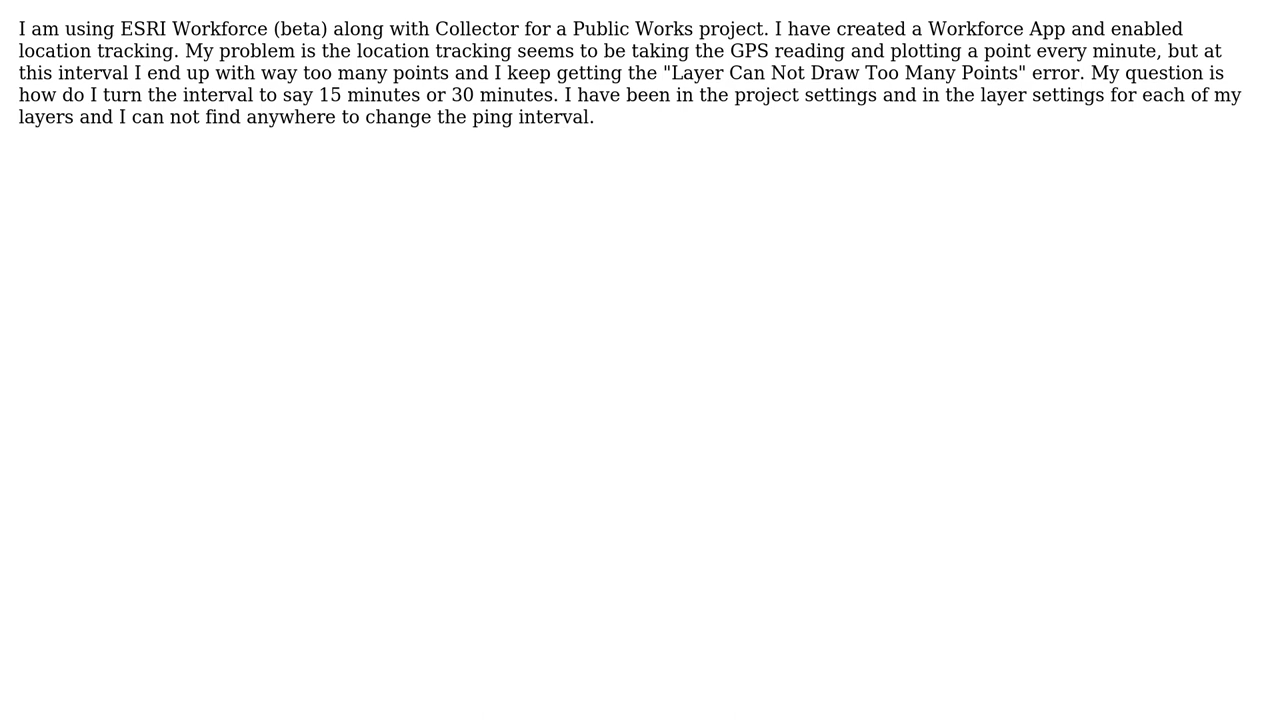 I am using ESRI Workforce (beta) along with Collector for a Public Works project. I have created a Workforce App and enabled
location tracking. My problem is the location tracking seems to be taking the GPS reading and plotting a point every minute, but at
this interval I end up with way too many points and I keep getting the "Layer Can Not Draw Too Many Points" error. My question is
how do I turn the interval to say 15 minutes or 30 minutes. I have been in the project settings and in the layer settings for each of my
layers and I can not find anywhere to change the ping interval.